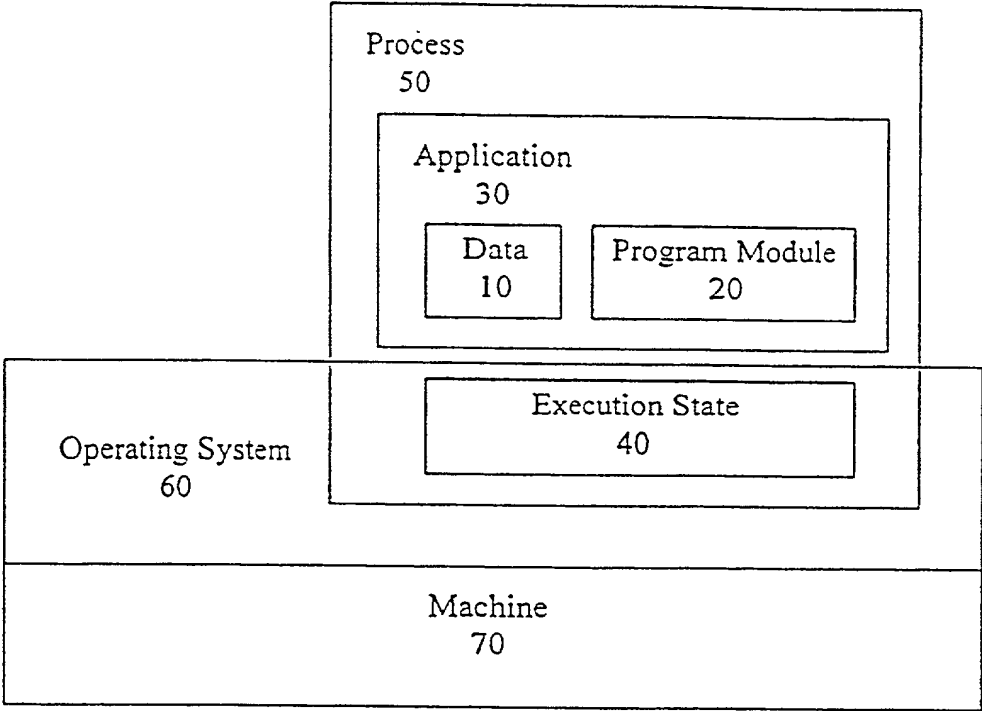 Process
50
Application
30
Data
10
Program Module
20
Execution State
40
Operating System
60
Machine
70